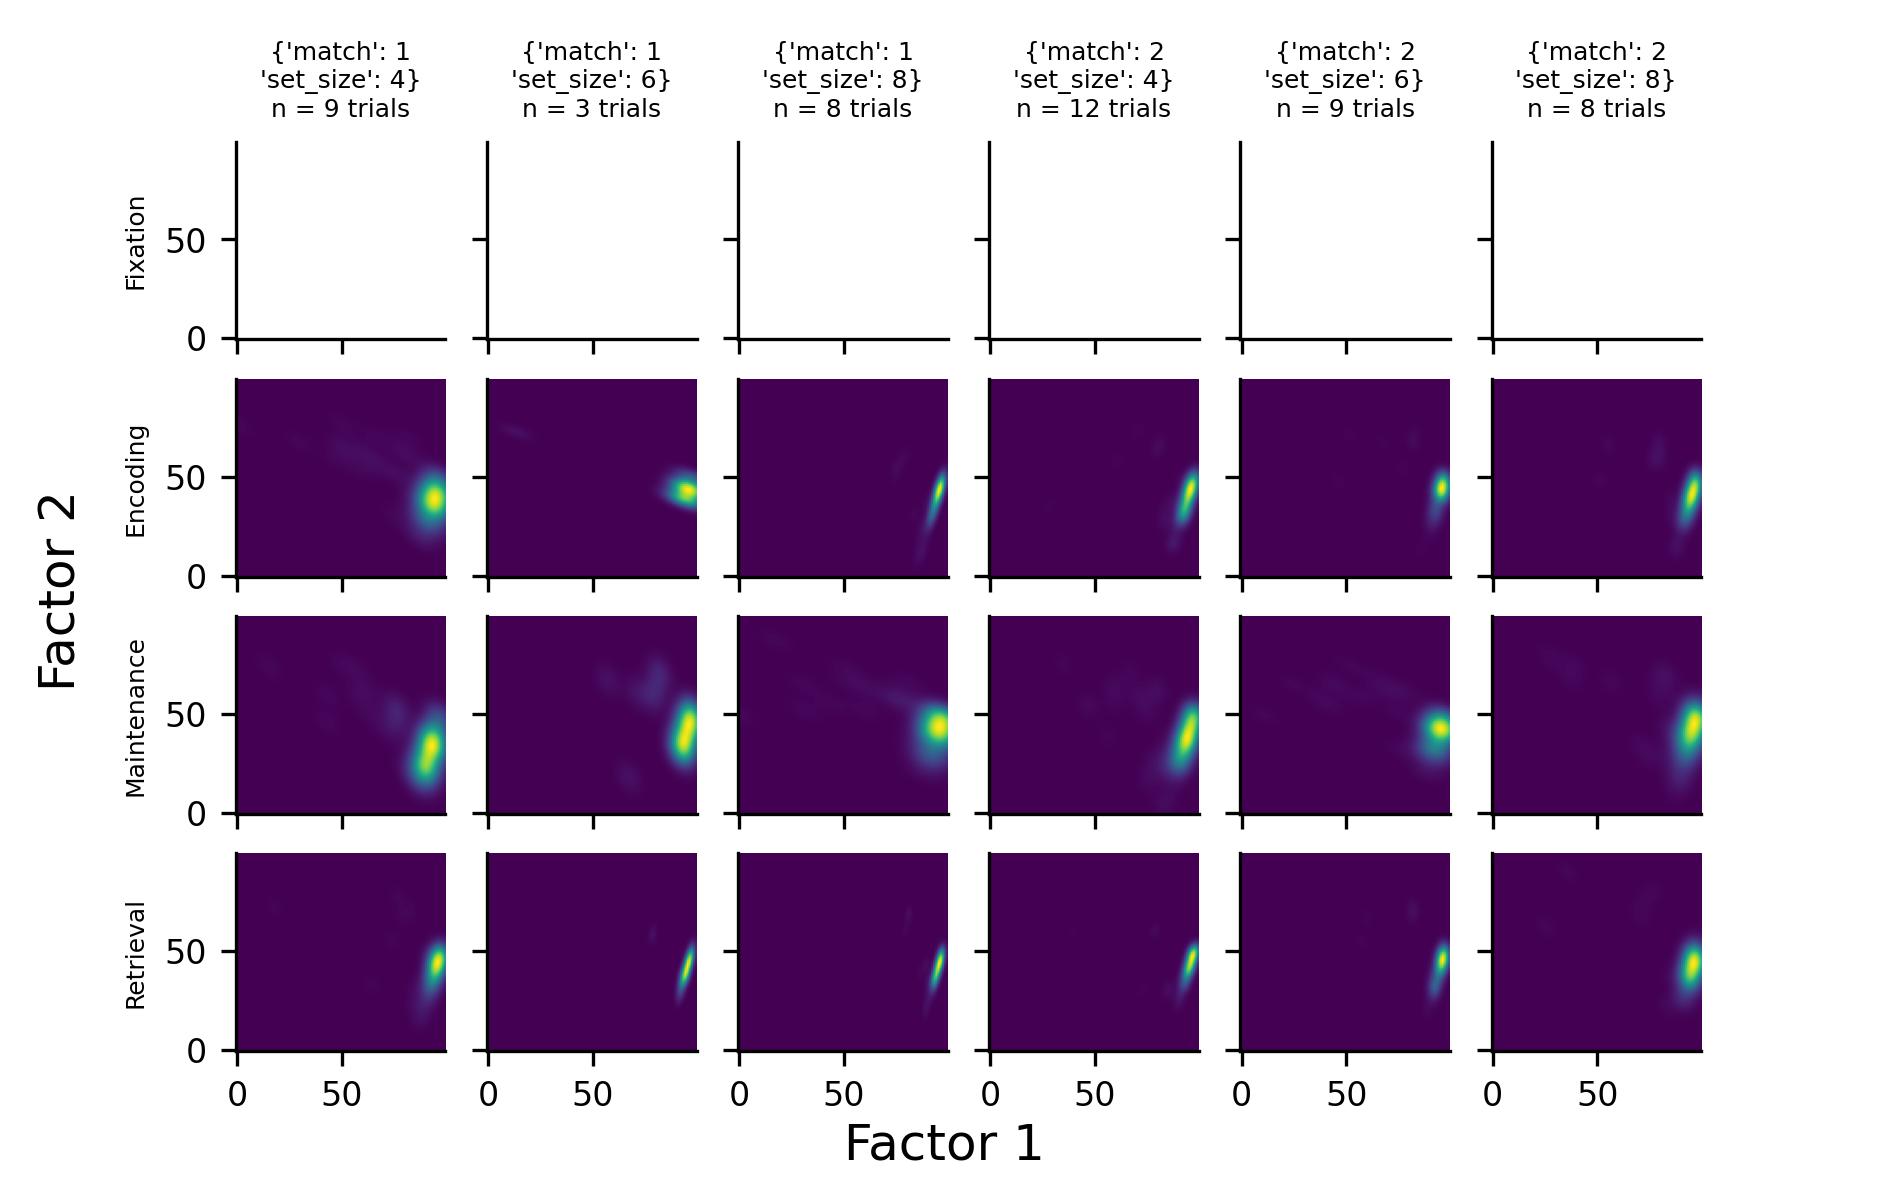 {'match': 1 {'match': 1 {'match': 1 {'match': 2 {'match': 2 {'match': 2
'set_size': 4} 'set_size': 6} 'set_size': 8} 'set_size': 4} 'set_size': 6} 'set_size': 8}
n = 9 trials n = 3 trials n = 8 trials n = 12 trials n = 9 trials n = 8 trials
Factor 2
Fixation
50
0
Encoding
50
0
Maintenance
50
0
Retrieval
50
0
0 50 0 50 0 50 0 50 0 50 0 50
Factor 1